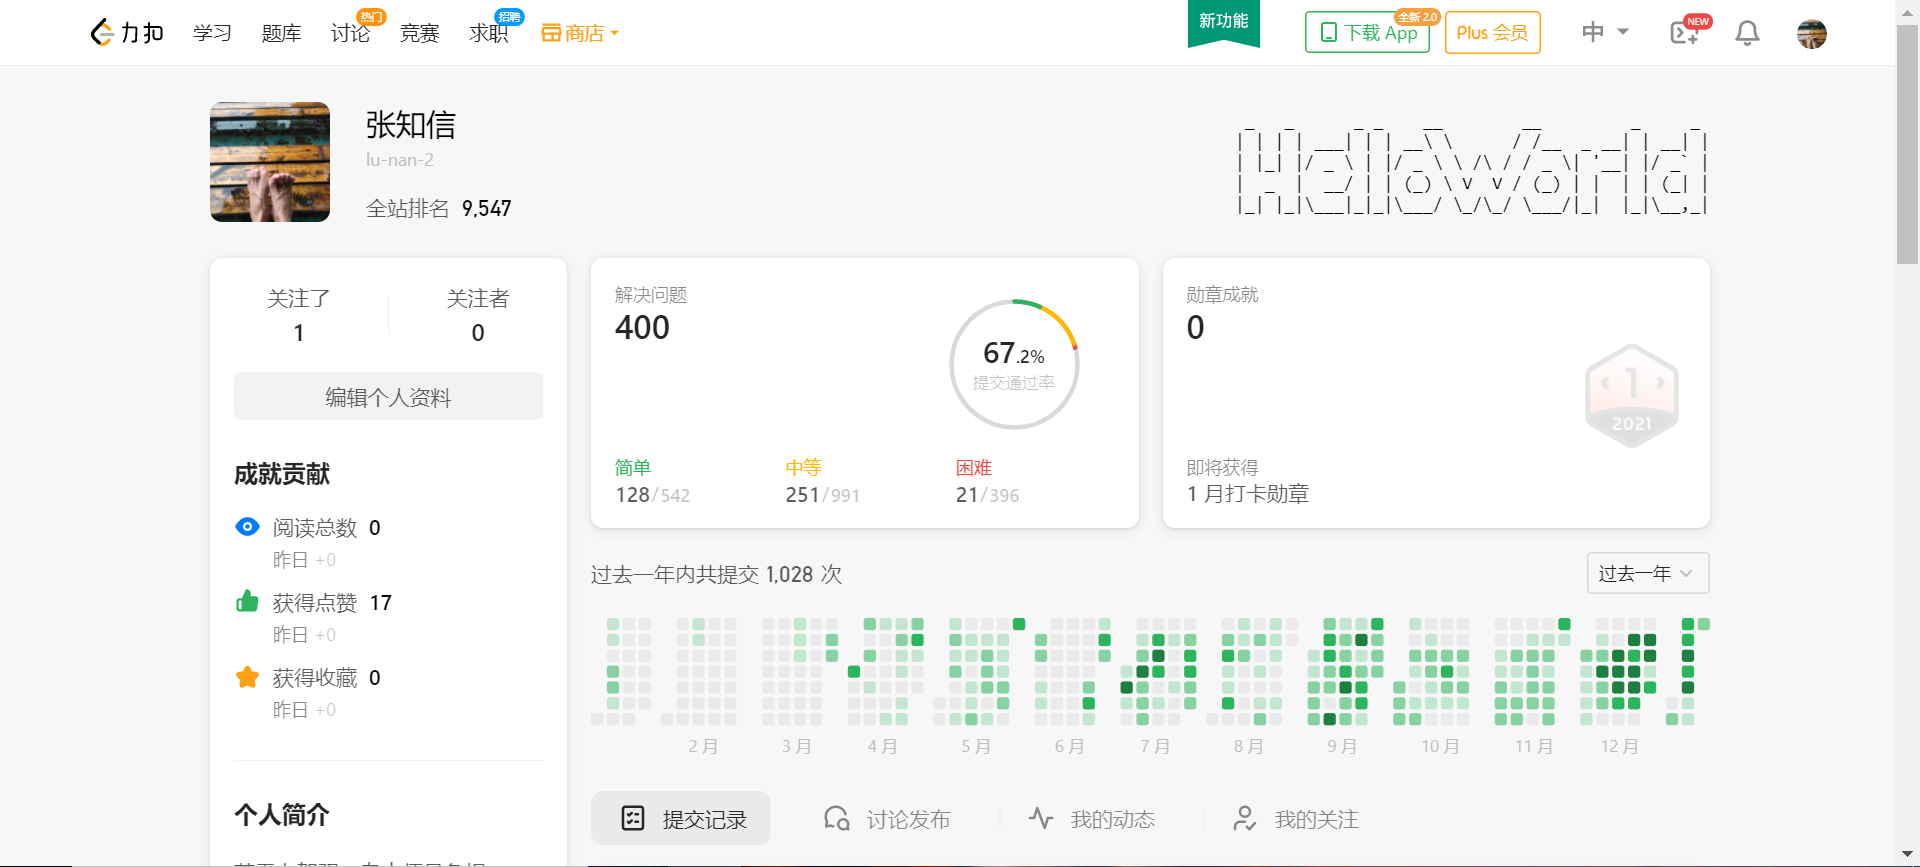 力扣 学习 题库 讨论 热门 竞赛 求职 招聘 商店 新功能 下载 App 全新 2.0 Plus 会员 中 NEW
张知信
lu-nan-2
全站排名 9,547
关注了 关注者
1 0
编辑个人资料
成就贡献
阅读总数 0
昨日 +0
获得点赞 17
昨日 +0
获得收藏 0
昨日 +0
个人简介
解决问题
400
67.2%
提交通过率
简单 中等 困难
128/542 251/991 21/396
勋章成就
0
1
2021
即将获得
1 月打卡勋章
过去一年内共提交 1,028 次 过去一年
2 月 3 月 4 月 5 月 6 月 7 月 8 月 9 月 10 月 11 月 12 月
提交记录 讨论发布 我的动态 我的关注